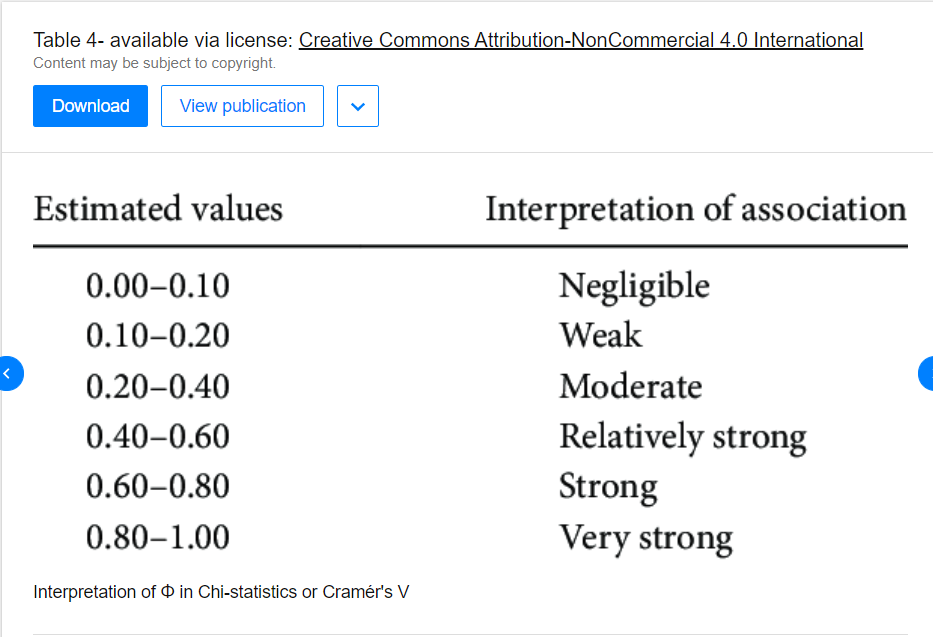 Table 4- available via license: Creative Commons Attribution-NonCommercial 4.0 International
Content may be subject to copyright.
Download View publication
Estimated values Interpretation of association
0.00–0.10 Negligible
0.10–0.20 Weak
0.20–0.40 Moderate
0.40–0.60 Relatively strong
0.60–0.80 Strong
0.80–1.00 Very strong
Interpretation of Φ in Chi-statistics or Cramér's V